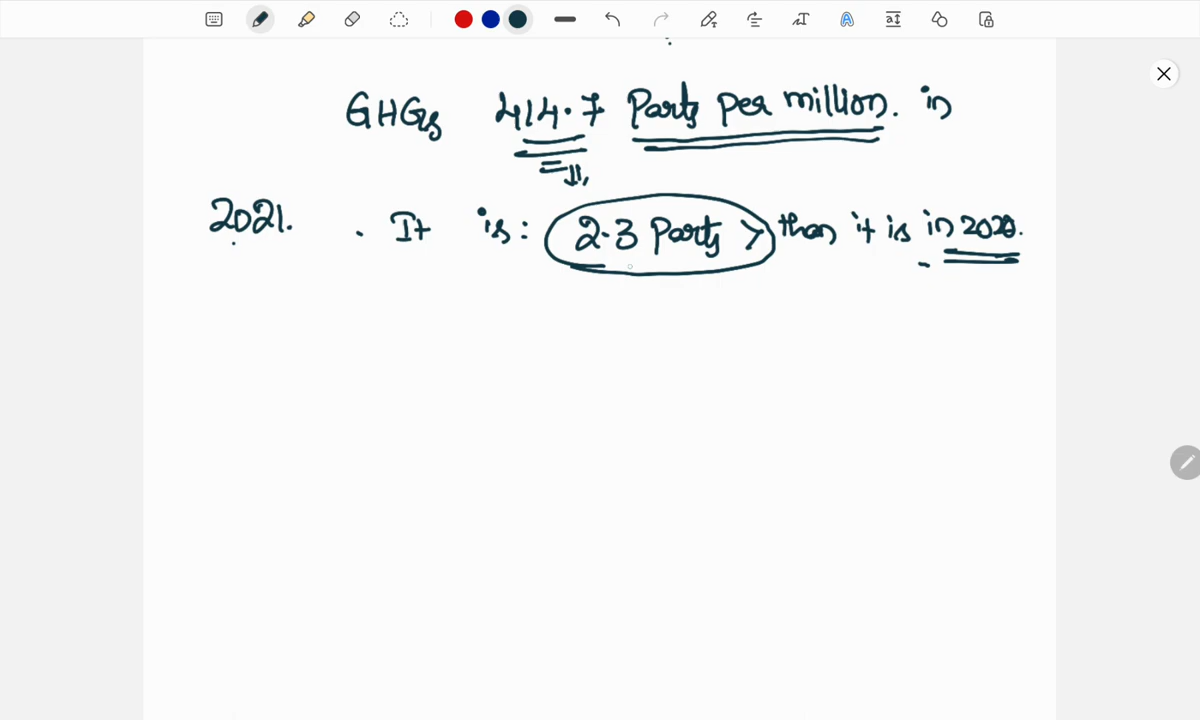 GHGs 414.7 Parts per million. in
2021. . It is: 2.3 Parts > than it is in 2020.